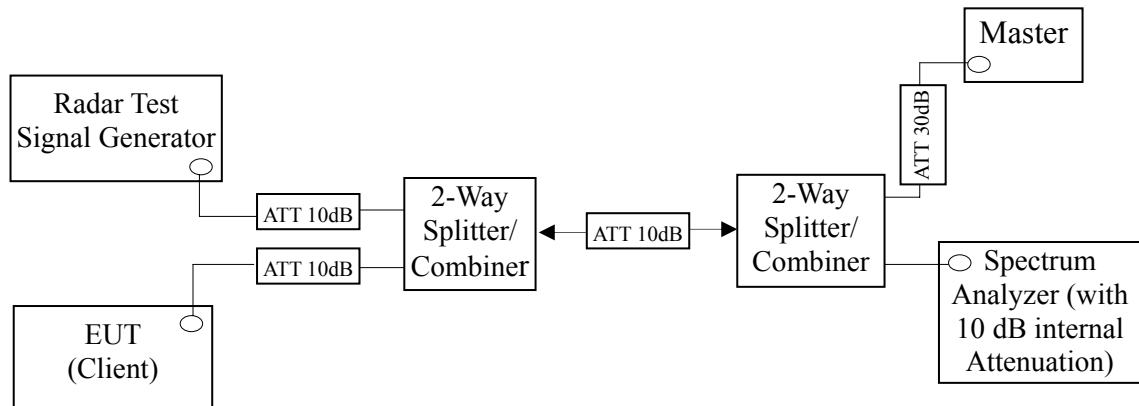 Radar Test
Signal Generator
ATT 10dB
ATT 10dB
EUT
(Client)
2-Way
Splitter/
Combiner
ATT 10dB
2-Way
Splitter/
Combiner
ATT 30dB
Master
Spectrum
Analyzer (with
10 dB internal
Attenuation)